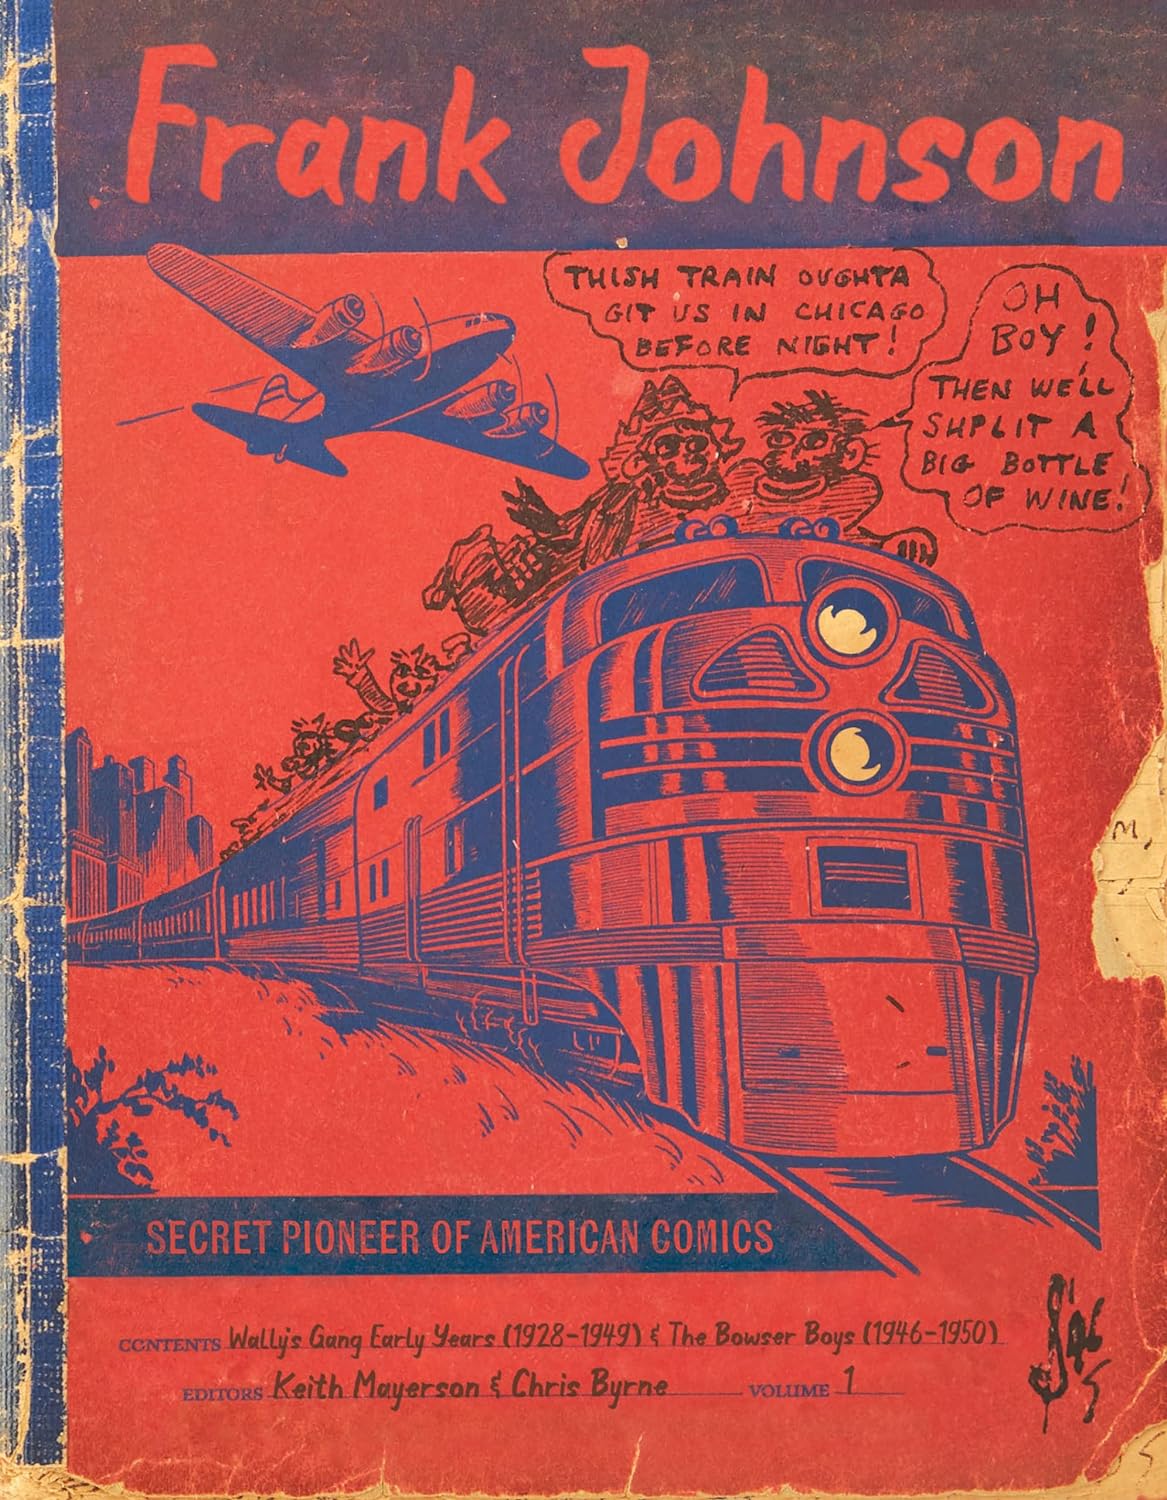 Frank Johnson
THISH TRAIN OUGHTA
GIT US IN CHICAGO
BEFORE NIGHT!
OH
BOY!
THEN WE'LL
SHPLIT A
BIG BOTTLE
OF WINE!
M,
SECRET PIONEER OF AMERICAN COMICS
CONTENTS Wally's Gang Early Years (1928-1949) & The Bowser Boys (1946-1950)
EDITORS Keith Mayerson & Chris Byrne VOLUME 1